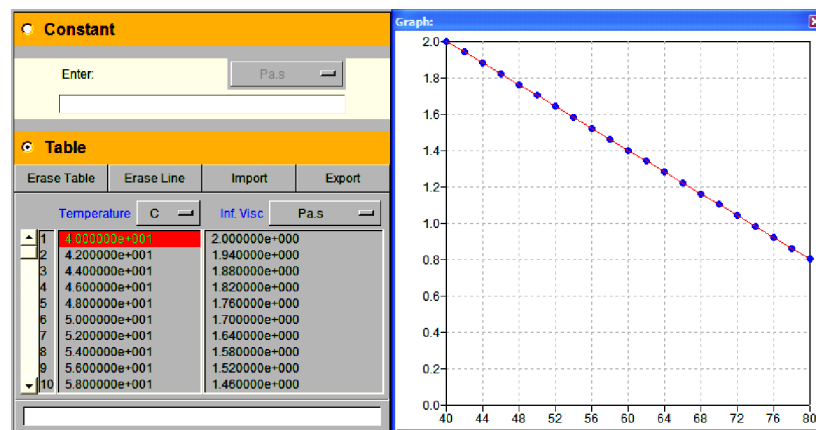 Constant
Enter: Pa.s
Table
Erase Table Erase Line Import Export
Temperature C Inf. Visc Pa.s
1 4.000000e+001 2.000000e+000
2 4.200000e+001 1.940000e+000
3 4.400000e+001 1.880000e+000
4 4.600000e+001 1.820000e+000
5 4.800000e+001 1.760000e+000
6 5.000000e+001 1.700000e+000
7 5.200000e+001 1.640000e+000
8 5.400000e+001 1.580000e+000
9 5.600000e+001 1.520000e+000
10 5.800000e+001 1.460000e+000
Graph:
2.0
1.8
1.6
1.4
1.2
1.0
0.8
0.6
0.4
0.2
0.0
40 44 48 52 56 60 64 68 72 76 80